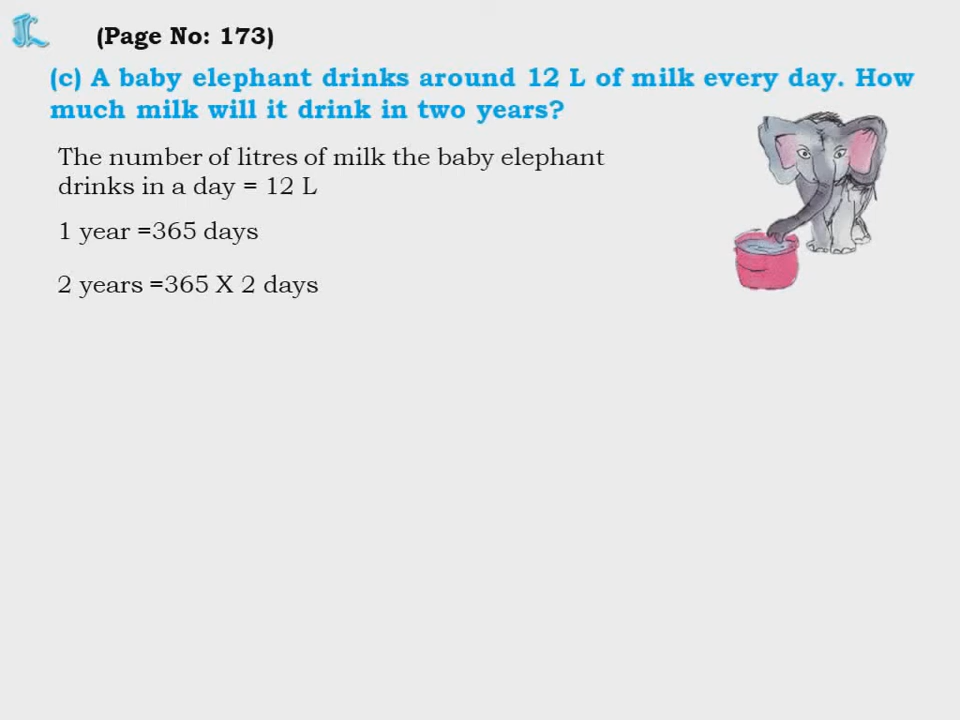 (Page No: 173)
(c) A baby elephant drinks around 12 L of milk every day. How
much milk will it drink in two years?
The number of litres of milk the baby elephant
drinks in a day = 12 L
1 year =365 days
2 years =365 X 2 days